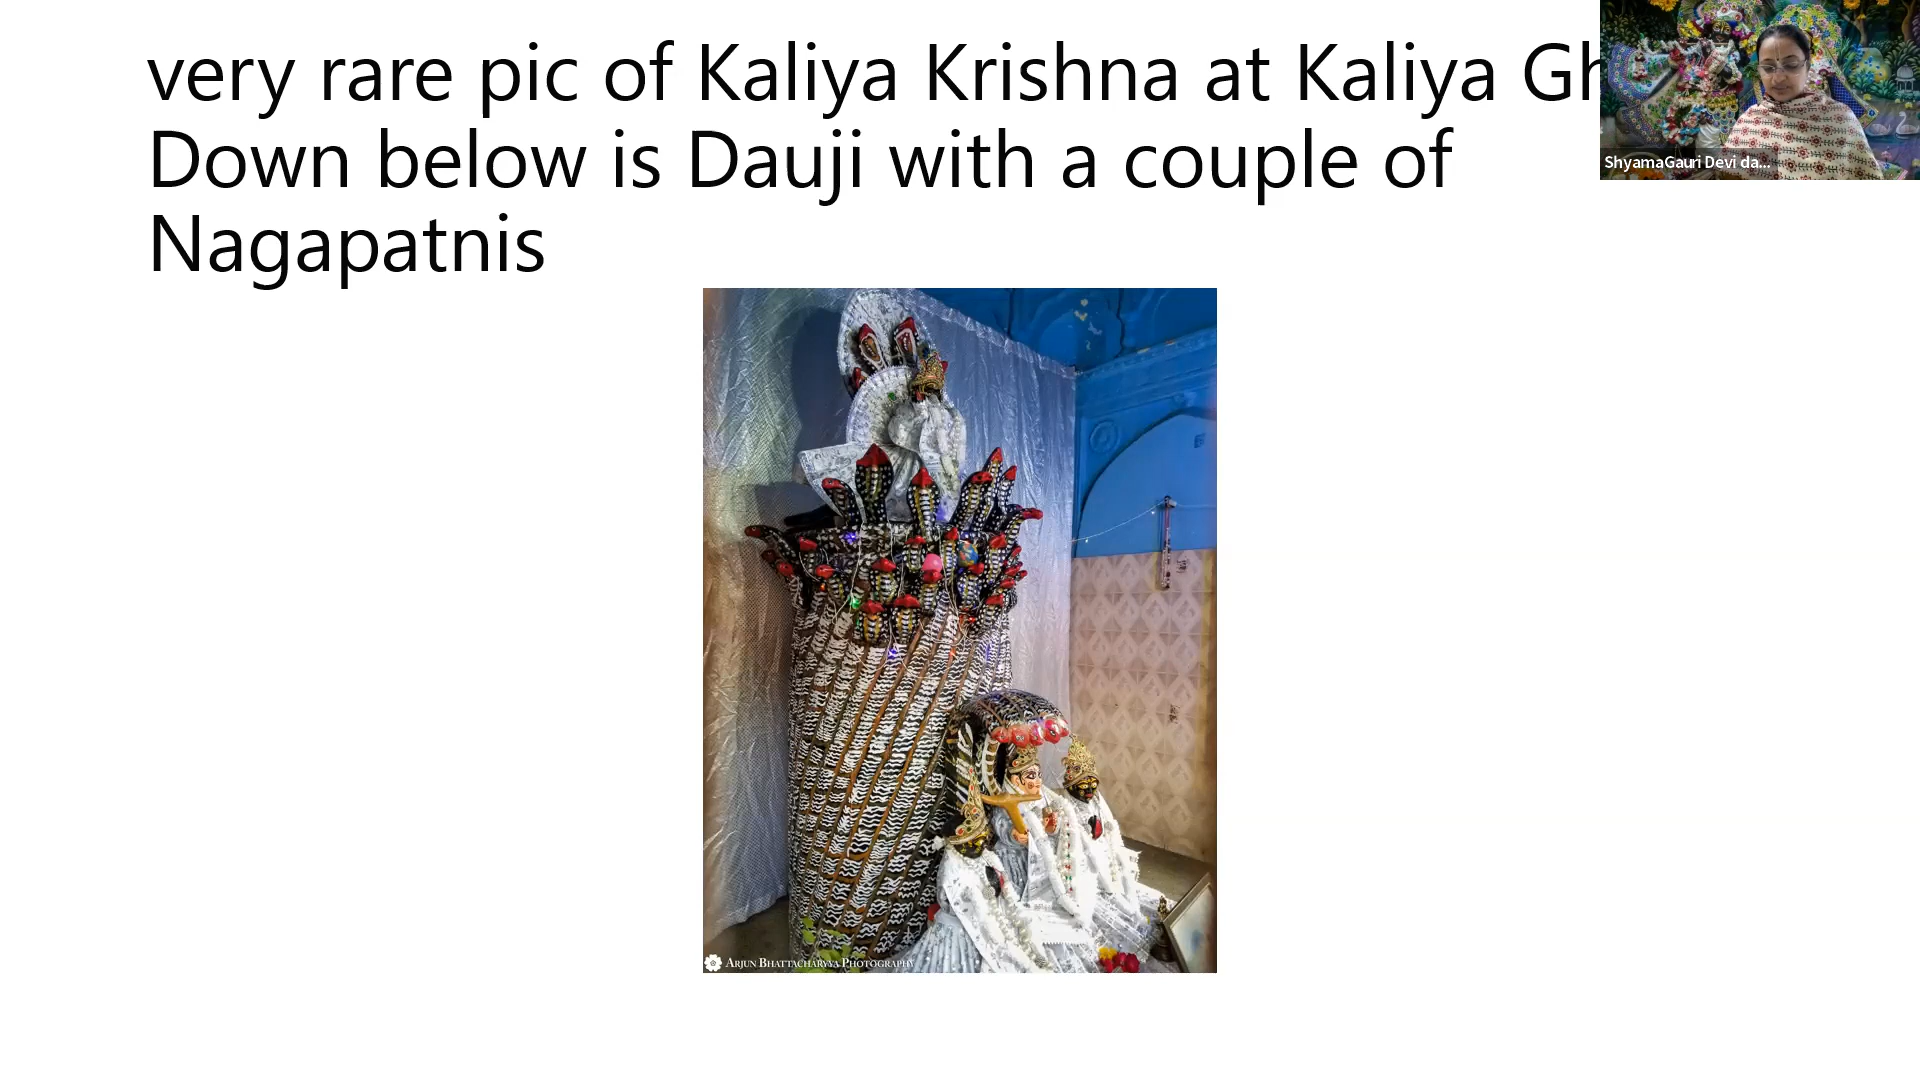 very rare pic of Kaliya Krishna at Kaliya
Down below is Dauji with a couple of
Nagapatnis
ShyamaGauri Devi da...
ARJUN BHATTACHARYYA PHOTOGRAPHY